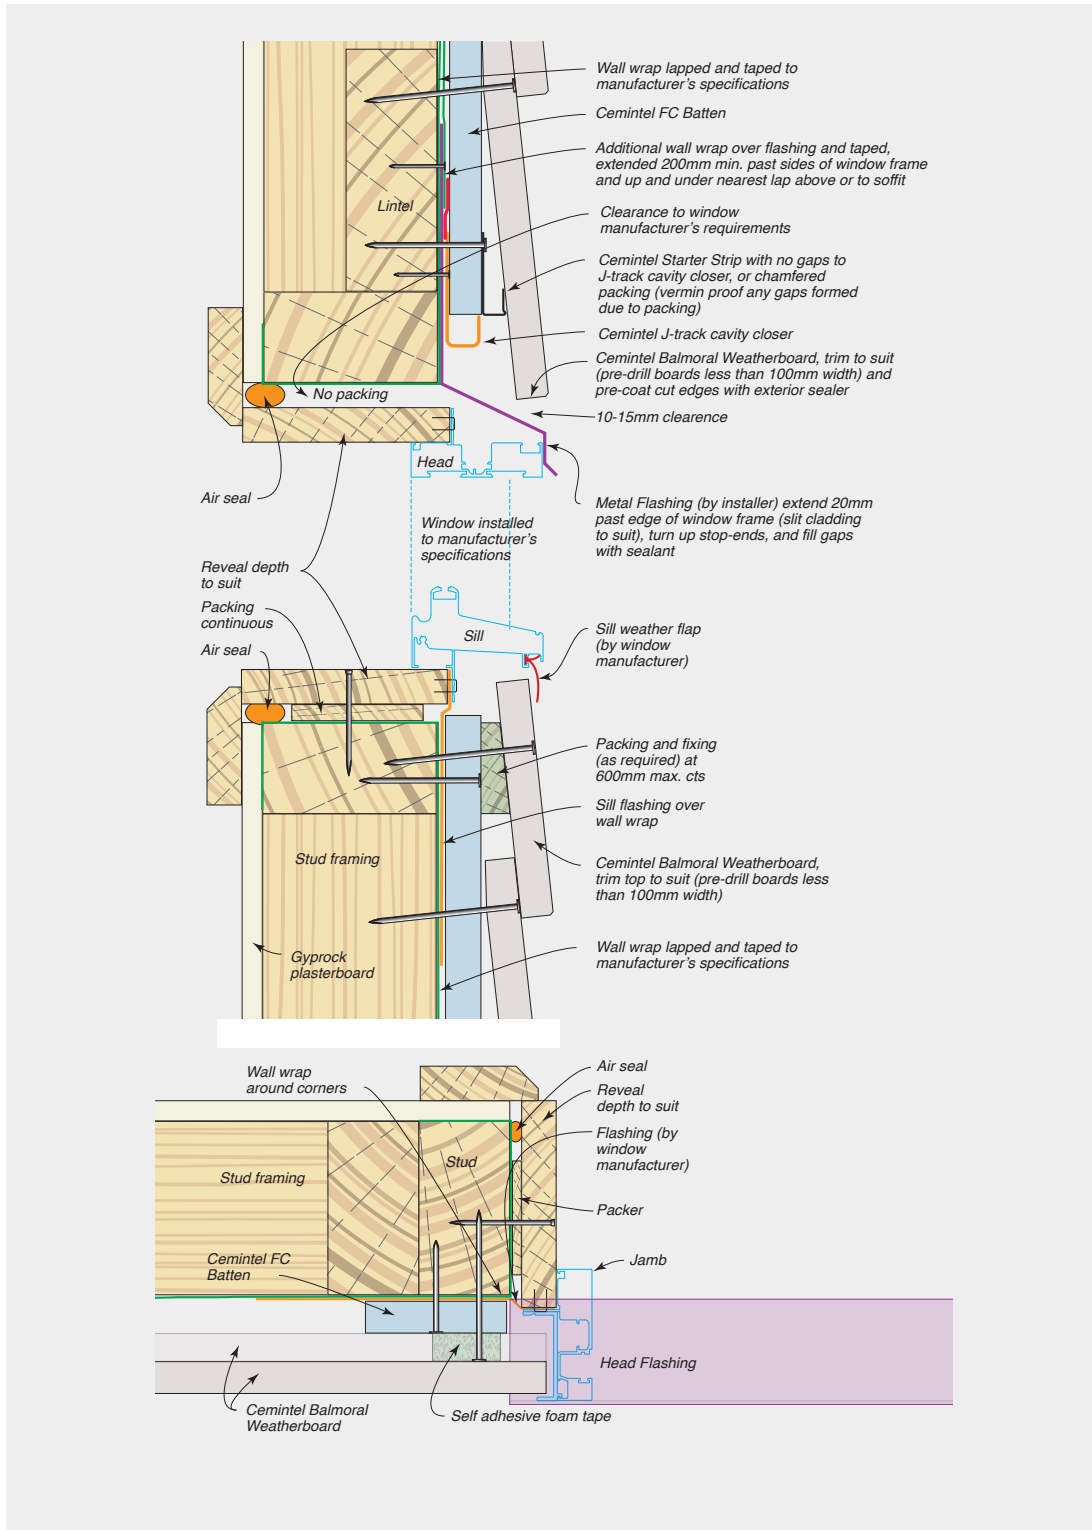 Wall wrap lapped and taped to
manufacturer's specifications
Cemintel FC Batten
Additional wall wrap over flashing and taped,
extended 200mm min. past sides of window frame
and up and under nearest lap above or to soffit
Lintel
Clearance to window
manufacturer's requirements
Cemintel Starter Strip with no gaps to
J-track cavity closer, or chamfered
packing (vermin proof any gaps formed
due to packing)
Cemintel J-track cavity closer
Cemintel Balmoral Weatherboard, trim to suit
(pre-drill boards less than 100mm width) and
pre-coat cut edges with exterior sealer
No packing
10-15mm clearence
Head
Air seal
Metal Flashing (by installer) extend 20mm
past edge of window frame (slit cladding
to suit), turn up stop-ends, and fill gaps
with sealant
Window installed
to manufacturer's
specifications
Reveal depth
to suit
Packing
continuous
Air seal
Sill
Sill weather flap
(by window
manufacturer)
Packing and fixing
(as required) at
600mm max. cts
Sill flashing over
wall wrap
Stud framing
Cemintel Balmoral Weatherboard,
trim top to suit (pre-drill boards less
than 100mm width)
Gyprock
plasterboard
Wall wrap lapped and taped to
manufacturer's specifications
Wall wrap
around corners
Air seal
Reveal
depth to suit
Flashing (by
window
manufacturer)
Stud
Stud framing
Packer
Cemintel FC
Batten
Jamb
Head Flashing
Cemintel Balmoral
Weatherboard
Self adhesive foam tape